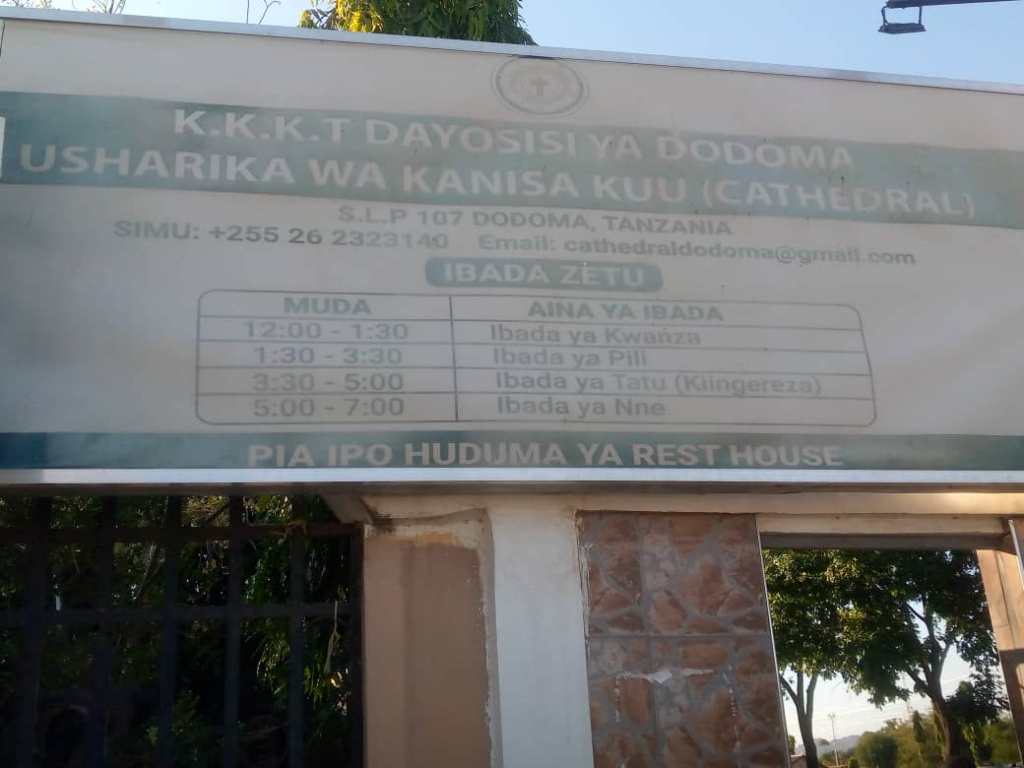 K.K.K.T DAYOSISI YA DODOMA
USHARIKA WA KANISA KUU (CATHEDRAL)
S.L.P 107 DODOMA, TANZANIA
SIMU: +255 26 2323140 Email: cathedraldodoma@gmail.com
IBADA ZETU
MUDA AINA YA IBADA
12:00 - 1:30 Ibada ya Kwanza
1:30 - 3:30 Ibada ya Pili
3:30 - 5:00 Ibada ya Tatu (Kiingereza)
5:00 - 7:00 Ibada ya Nne
PIA IPO HUDUMA YA REST HOUSE